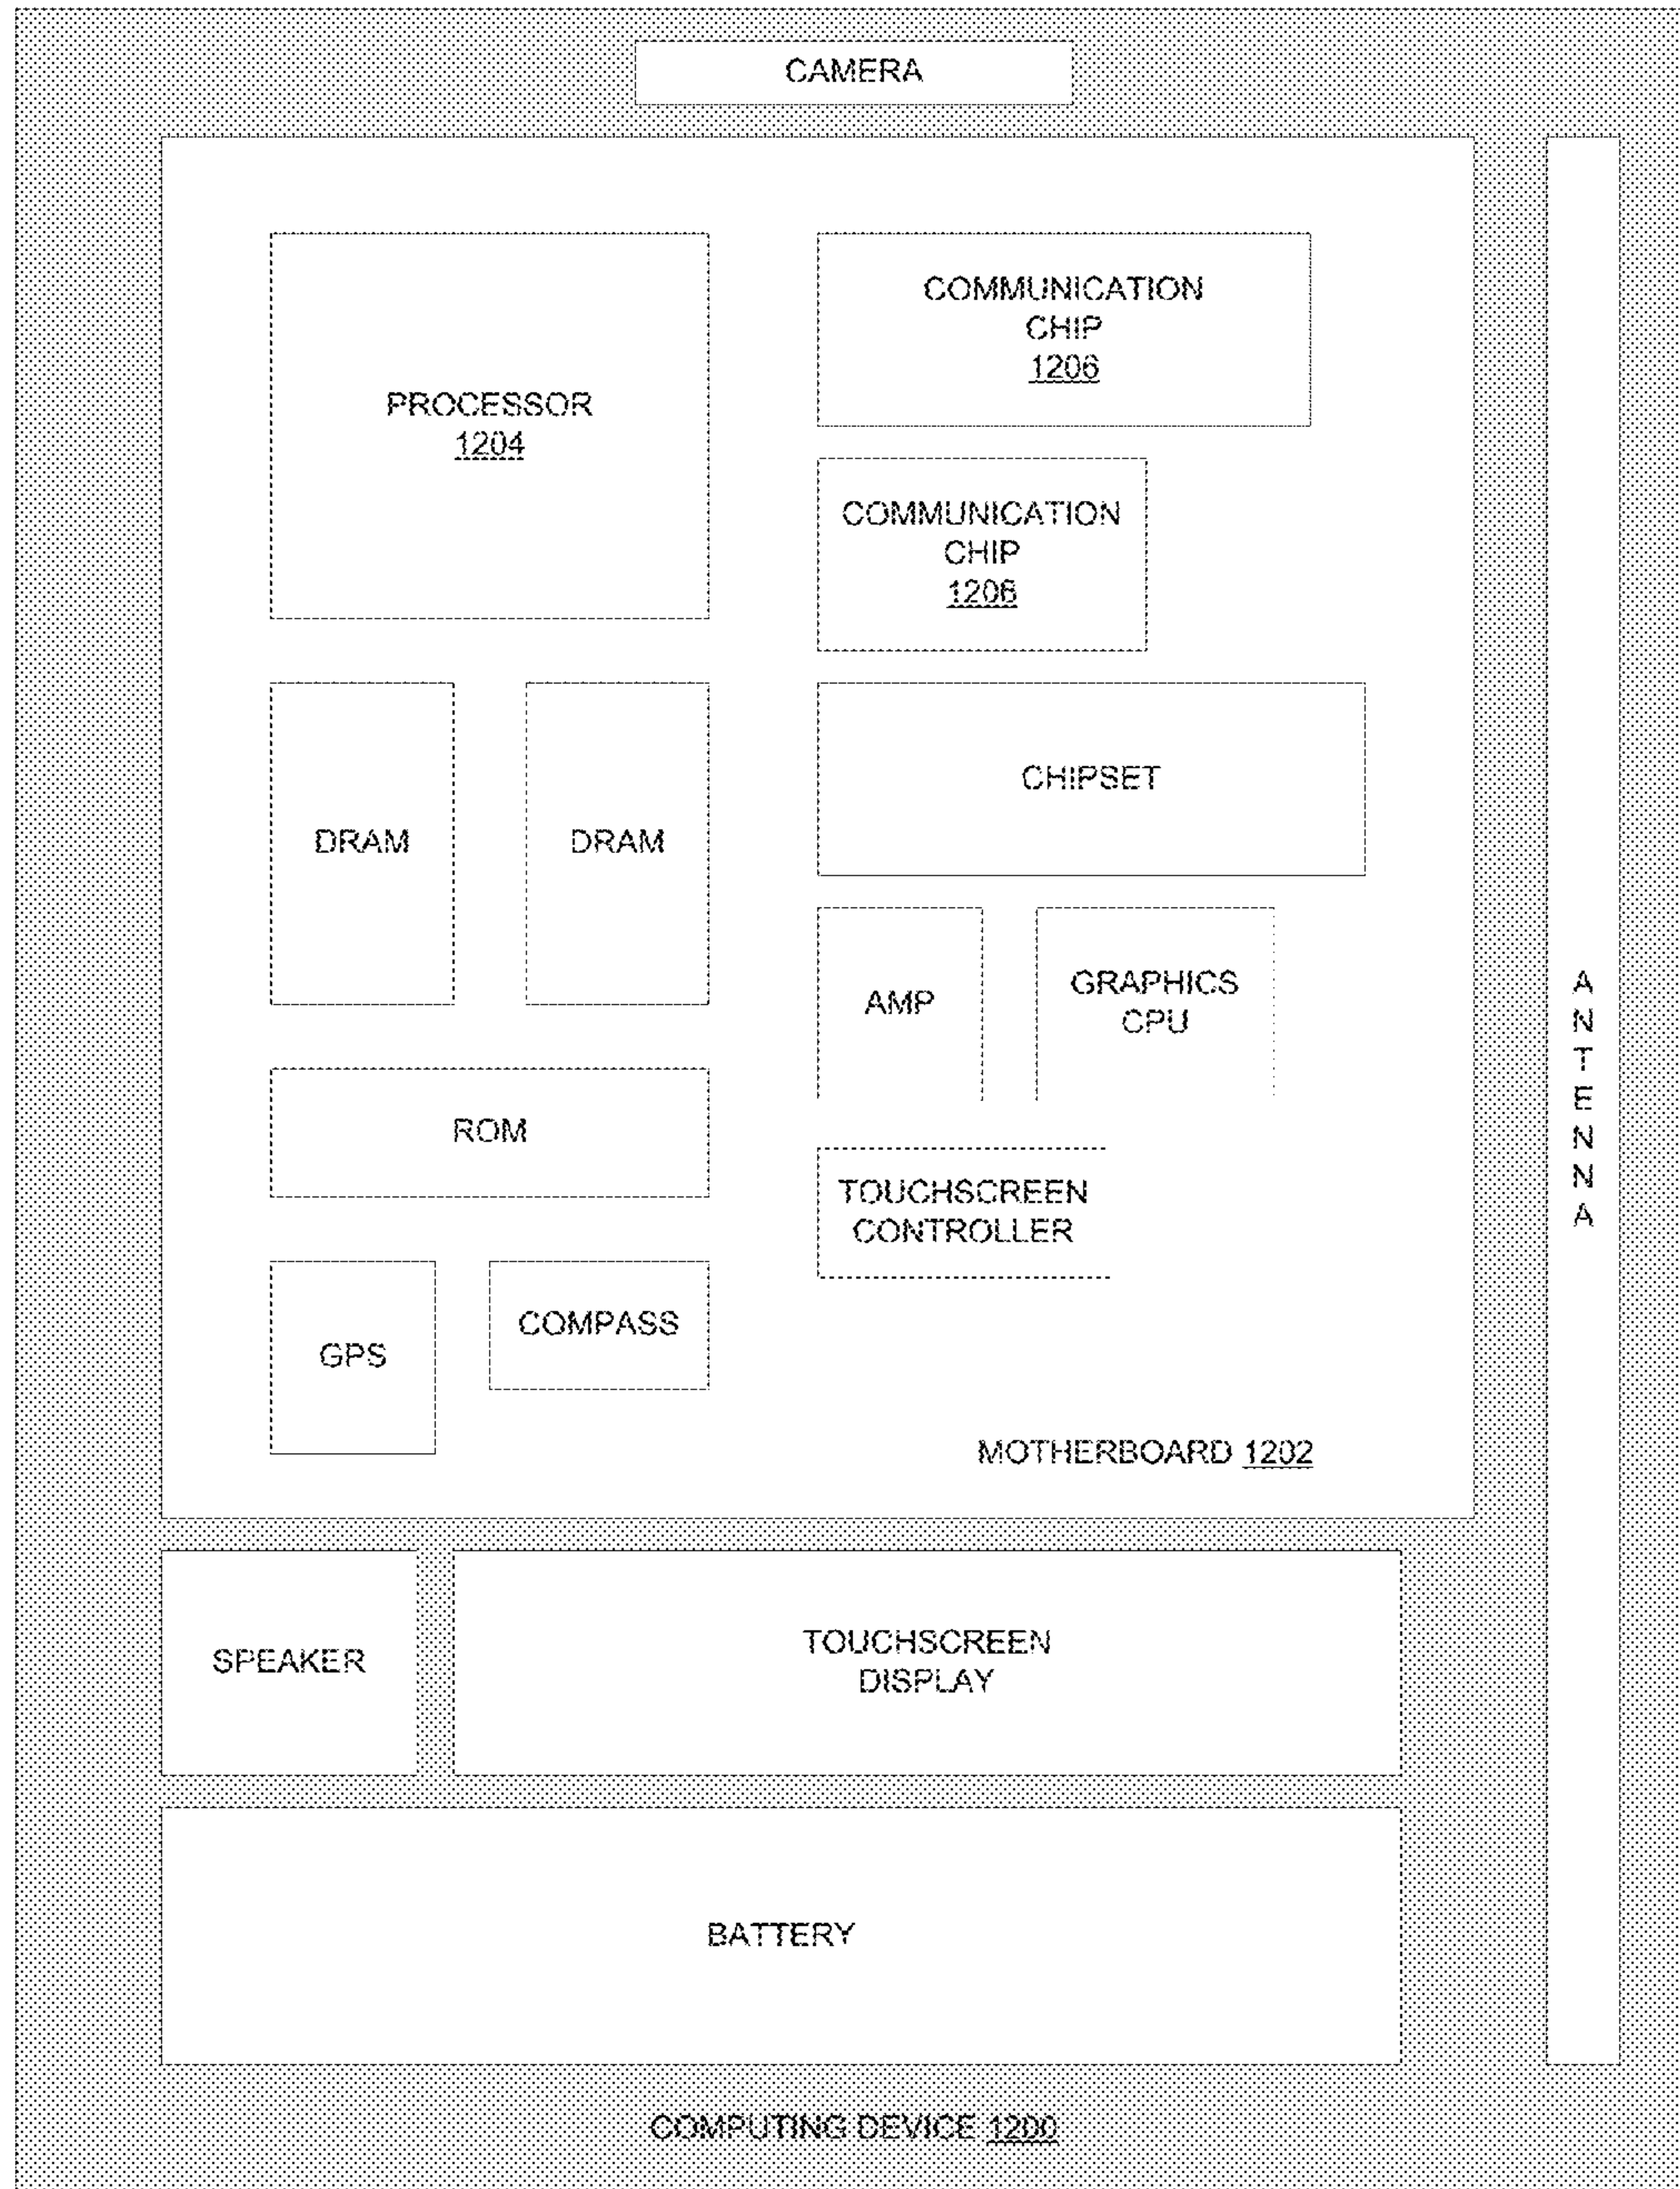 CAMERA
PROCESSOR
1204
COMMUNICATION
CHIP
1206
COMMUNICATION
CHIP
1206
DRAM
DRAM
CHIPSET
AMP
GRAPHICS
CPU
ROM
TOUCHSCREEN
CONTROLLER
GPS
COMPASS
MOTHERBOARD 1202
ANTENNA
SPEAKER
TOUCHSCREEN
DISPLAY
BATTERY
COMPUTING DEVICE 1200